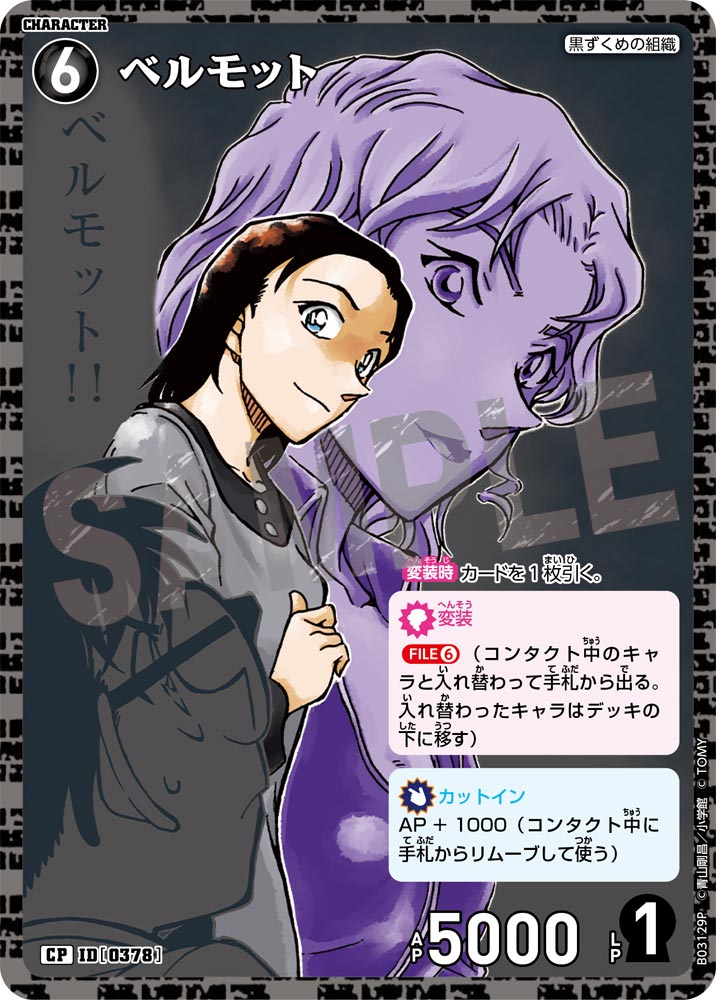 CHARACTER
6
ベルモット
黒ずくめの組織
ベルモット!!
SAMPLE
変装時 カードを1枚引く。
変装
FILE 6 (コンタクト中のキャ
ラと入れ替わって手札から出る。
入れ替わったキャラはデッキの
下に移す)
カットイン
AP + 1000 (コンタクト中に
手札からリムーブして使う)
AP 5000 LP 1
CP ID[0378]
B03129P ©青山剛昌/小学館 © TOMY